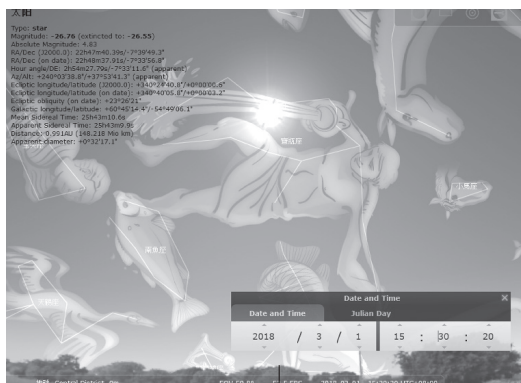 太阳
Type: star
Magnitude: -26.76 (extincted to: -26.55)
Absolute Magnitude: 4.83
RA/Dec (J2000.0): 22h47m40.39s/-7°39'49.3"
RA/Dec (on date): 22h48m37.91s/-7°33'56.8"
Hour angle/DE: 2h54m27.79s/-7°33'11.6" (apparent)
Az/Alt: +240°03'38.8"/+37°53'41.3" (apparent)
Ecliptic longitude/latitude (J2000.0): +340°24'40.8"/+0°00'00.6"
Ecliptic longitude/latitude (on date): +340°40'05.8"/+0°00'03.2"
Ecliptic obliquity (on date): +23°26'21"
Galactic longitude/latitude: +60°45'14.4"/-54°49'06.1"
Mean Sidereal Time: 25h43m10.6s
Apparent Sidereal Time: 25h43m9.9s
Distance: 0.991AU (148.218 Mio km)
Apparent diameter: +0°32'17.1"
宝瓶座
小马座
南鱼座
Date and Time
Date and Time Julian Day
2018 / 3 / 1 15 : 30 : 20